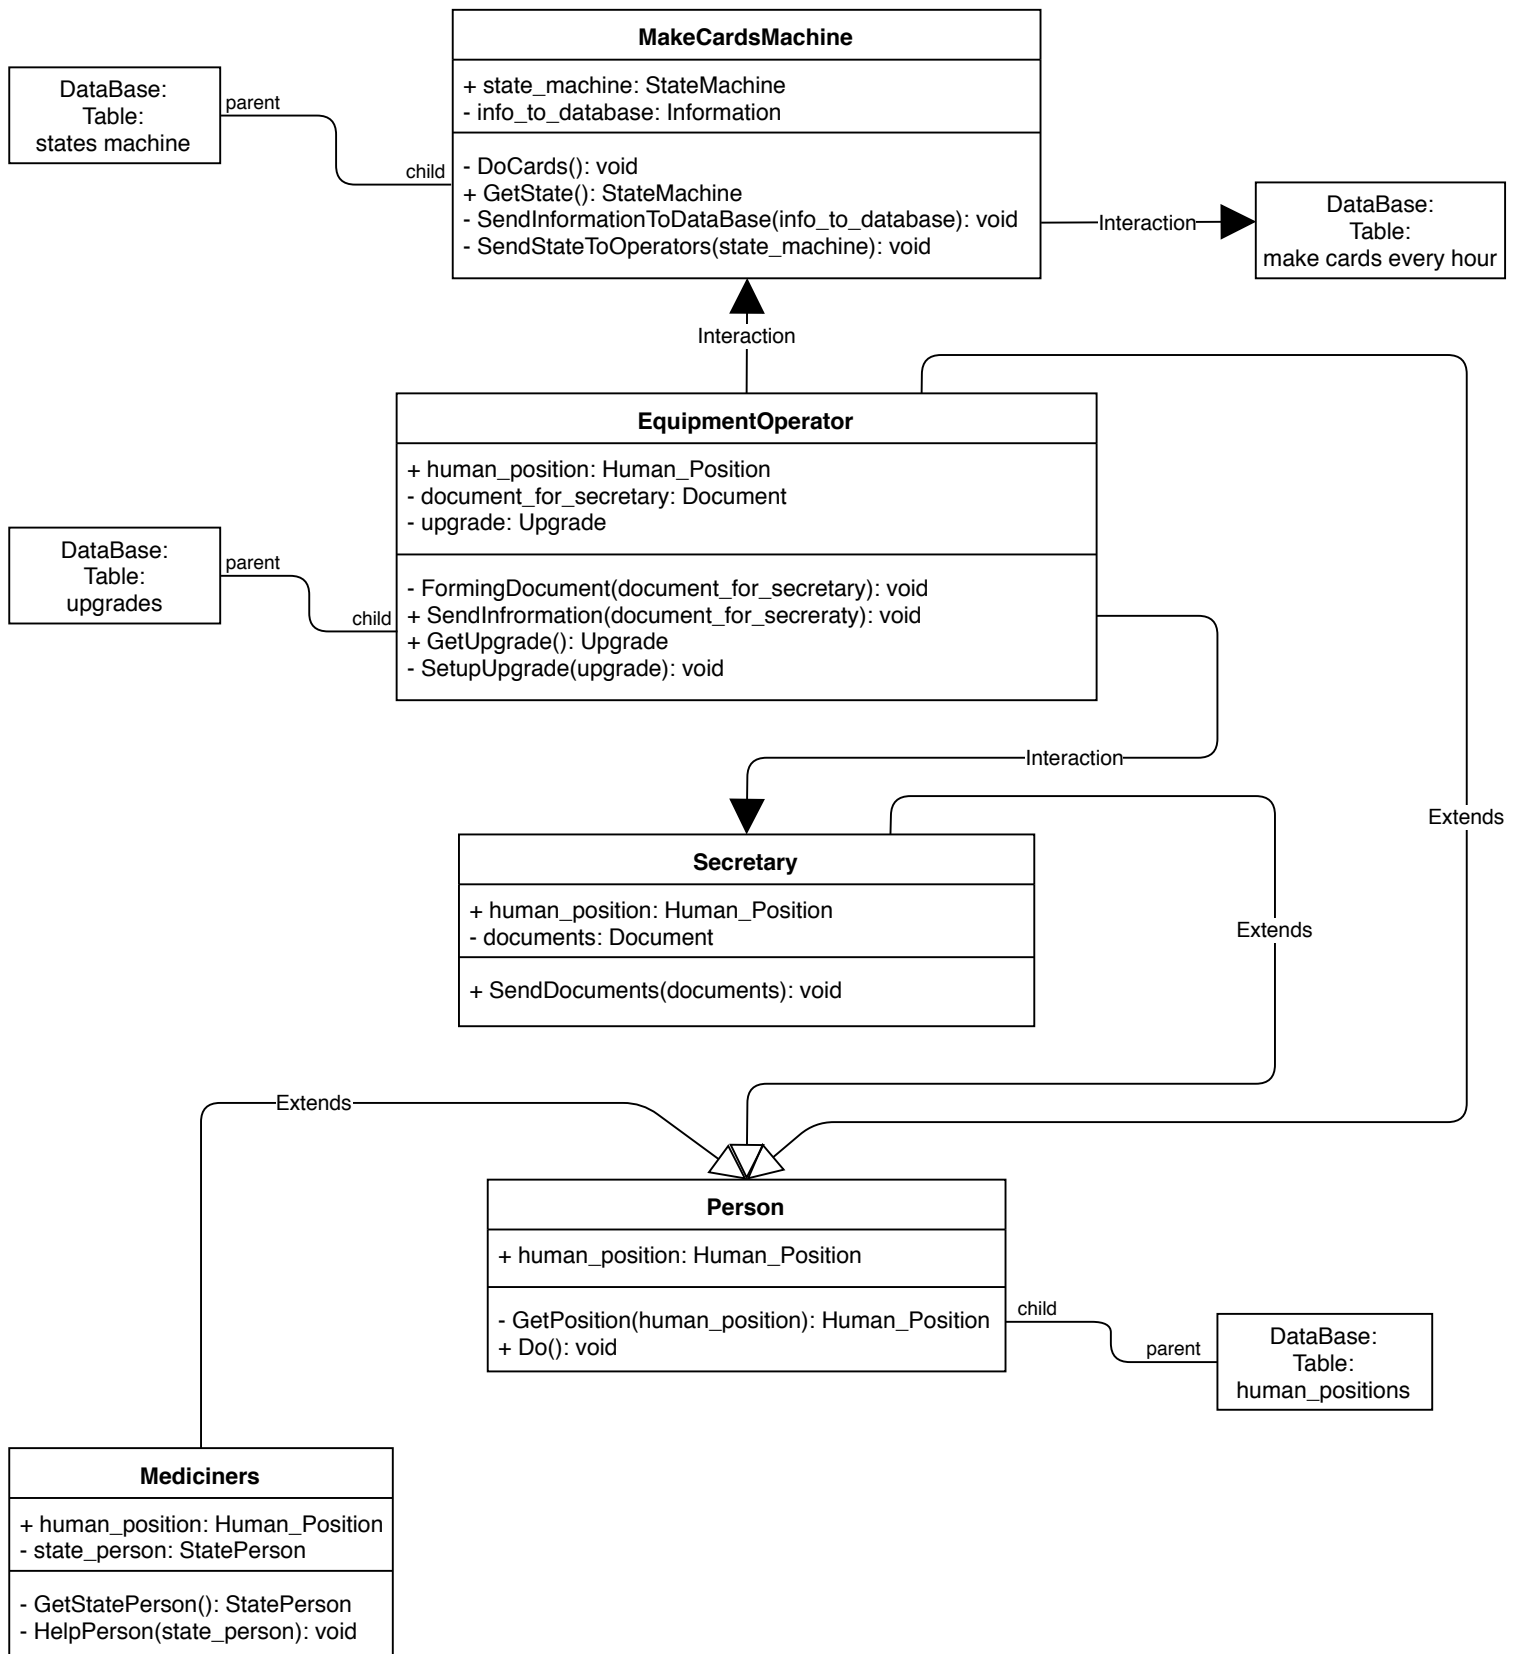 MakeCardsMachine
+ state_machine: StateMachine
- info_to_database: Information
- DoCards(): void
+ GetState(): StateMachine
- SendInformationToDataBase(info_to_database): void
- SendStateToOperators(state_machine): void
DataBase:
Table:
states machine
parent
child
Interaction
DataBase:
Table:
make cards every hour
Interaction
EquipmentOperator
+ human_position: Human_Position
- document_for_secretary: Document
- upgrade: Upgrade
- FormingDocument(document_for_secretary): void
+ SendInfrormation(document_for_secreraty): void
+ GetUpgrade(): Upgrade
- SetupUpgrade(upgrade): void
DataBase:
Table:
upgrades
parent
child
Interaction
Extends
Secretary
+ human_position: Human_Position
- documents: Document
+ SendDocuments(documents): void
Extends
Extends
Person
+ human_position: Human_Position
- GetPosition(human_position): Human_Position
+ Do(): void
child
parent
DataBase:
Table:
human_positions
Mediciners
+ human_position: Human_Position
- state_person: StatePerson
- GetStatePerson(): StatePerson
- HelpPerson(state_person): void